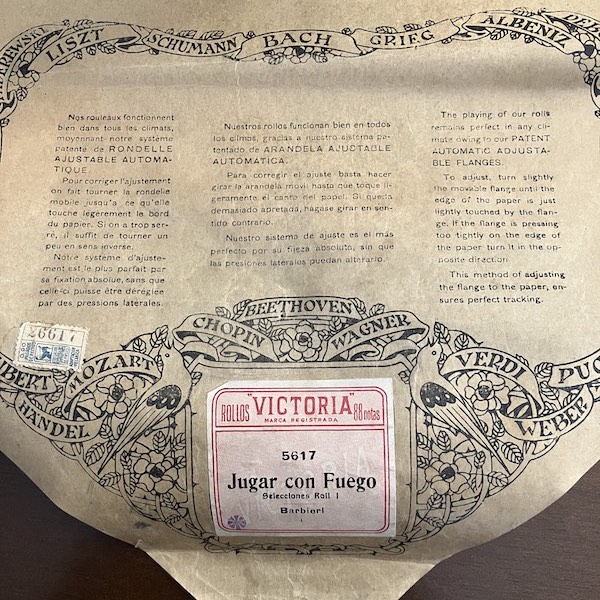 LISZT
SCHUMANN
BACH
GRIEG
ALBENIZ
Nos rouleaux fonctionnent
bien dans tous les climats,
moyennant notre système
patenté de RONDELLE
AJUSTABLE AUTOMA-
TIQUE.
Pour corriger l'ajustement
on fait tourner la rondelle
mobile jusqu'a ce qu'elle
touche legerement le bord
du papier. Si on a trop ser-
re, il suffit de tourner un
peu en sens inverse.
Notre système d'ajuste-
ment est le plus parfait par
sa fixation absolue, sans que
celle-ci puisse être déréglée
par des pressions laterales.
Nuestros rollos funcionan bien en todos
los climas, gracias a nuestro sistema pa-
tentado, de ARANDELA AJUSTABLE
AUTOMATICA.
Para corregir el ajuste basta hacer
girar la arandela movil hasta que toque li-
geramente el canto del papel. Si queda
demasiado apretada, hágase girar en sen-
tido contrario.
Nuestro sistema de ajuste es el más
perfecto por su fijeza absoluta, sin que
las presiones laterales puedan alterarlo.
The playing of our rolls
remains perfect in any cli-
mate owing to our PATENT
AUTOMATIC ADJUSTA-
BLE FLANGES.
To adjust, turn slightly
the movable flange until the
edge of the paper is just
lightly touched by the flan-
ge. If the flange is pressing
too tightly on the edge of
the paper turn it in the op-
posite direction.
This method of adjusting
the flange to the paper, en-
sures perfect tracking.
26617
BEETHOVEN
CHOPIN
WAGNER
MOZART
VERDI
HANDEL
WEBER
ROLLOS "VICTORIA" 88 notas
MARCA REGISTRADA
5617
Jugar con Fuego
Selecciones Roll I
Barbieri